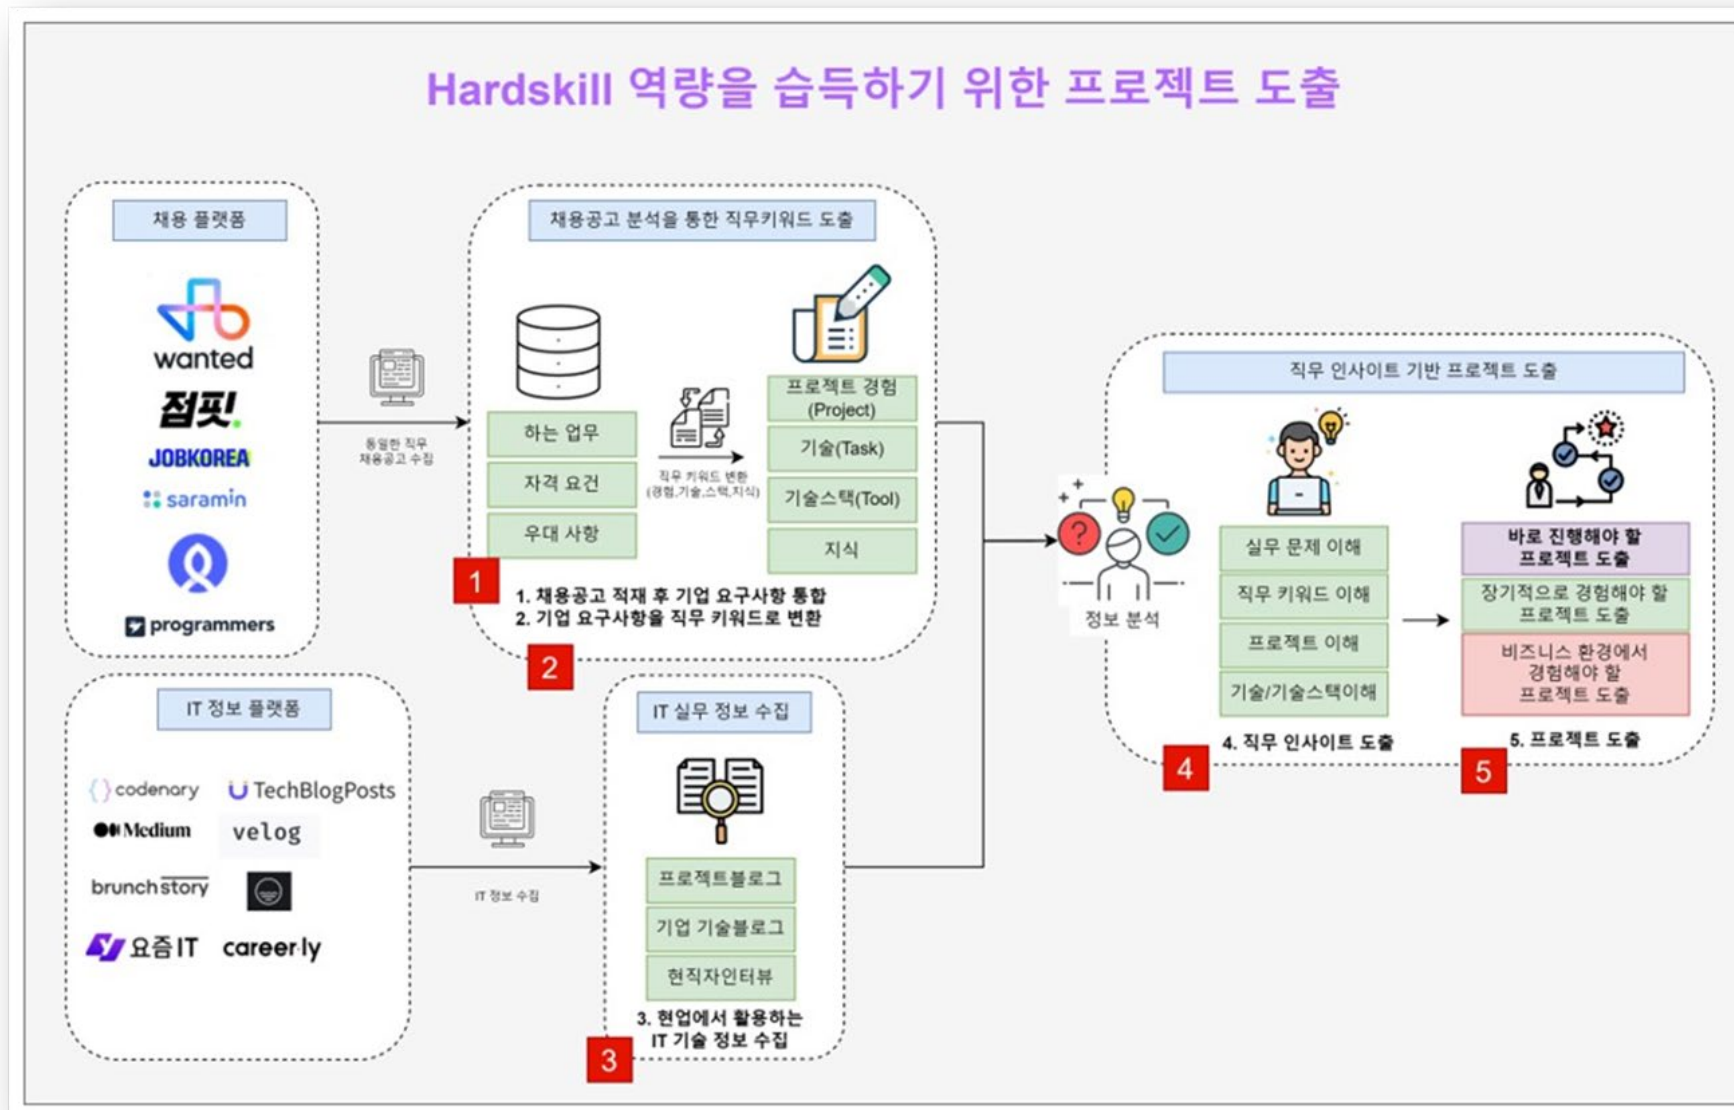 Hardskill 역량을 습득하기 위한 프로젝트 도출
채용 플랫폼
wanted
점핏.
JOBKOREA
saramin
programmers
동일한 직무
채용공고 수집
채용공고 분석을 통한 직무키워드 도출
하는 업무
자격 요건
우대 사항
직무 키워드 변환
(경험,기술,스택,지식)
프로젝트 경험
(Project)
기술(Task)
기술스택(Tool)
지식
1
1. 채용공고 적재 후 기업 요구사항 통합
2. 기업 요구사항을 직무 키워드로 변환
2
IT 정보 플랫폼
codenary
TechBlogPosts
Medium
velog
brunch story
요즘IT
career·ly
IT 정보 수집
IT 실무 정보 수집
프로젝트블로그
기업 기술블로그
현직자인터뷰
3. 현업에서 활용하는
IT 기술 정보 수집
3
?
정보 분석
직무 인사이트 기반 프로젝트 도출
실무 문제 이해
직무 키워드 이해
프로젝트 이해
기술/기술스택이해
4. 직무 인사이트 도출
4
바로 진행해야 할
프로젝트 도출
장기적으로 경험해야 할
프로젝트 도출
비즈니스 환경에서
경험해야 할
프로젝트 도출
5. 프로젝트 도출
5